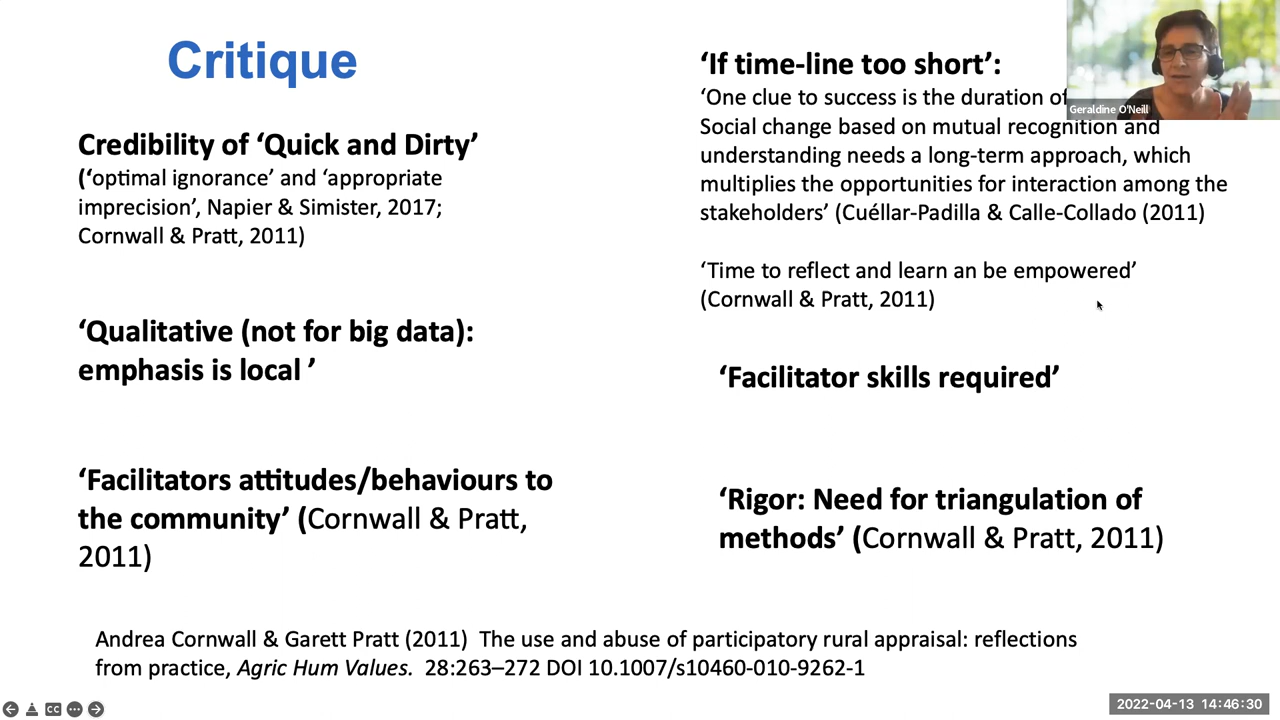 Critique
Credibility of ‘Quick and Dirty’
(‘optimal ignorance’ and ‘appropriate
imprecision’, Napier & Simister, 2017;
Cornwall & Pratt, 2011)
‘Qualitative (not for big data):
emphasis is local ’
‘Facilitators attitudes/behaviours to
the community’ (Cornwall & Pratt,
2011)
‘If time-line too short’:
‘One clue to success is the duration of
Social change based on mutual recognition and
understanding needs a long-term approach, which
multiplies the opportunities for interaction among the
stakeholders’ (Cuéllar-Padilla & Calle-Collado (2011)
‘Time to reflect and learn an be empowered’
(Cornwall & Pratt, 2011)
‘Facilitator skills required’
‘Rigor: Need for triangulation of
methods’ (Cornwall & Pratt, 2011)
Andrea Cornwall & Garett Pratt (2011)  The use and abuse of participatory rural appraisal: reflections
from practice, Agric Hum Values.  28:263–272 DOI 10.1007/s10460-010-9262-1
Geraldine O'Neill
CC
2022-04-13 14:46:30